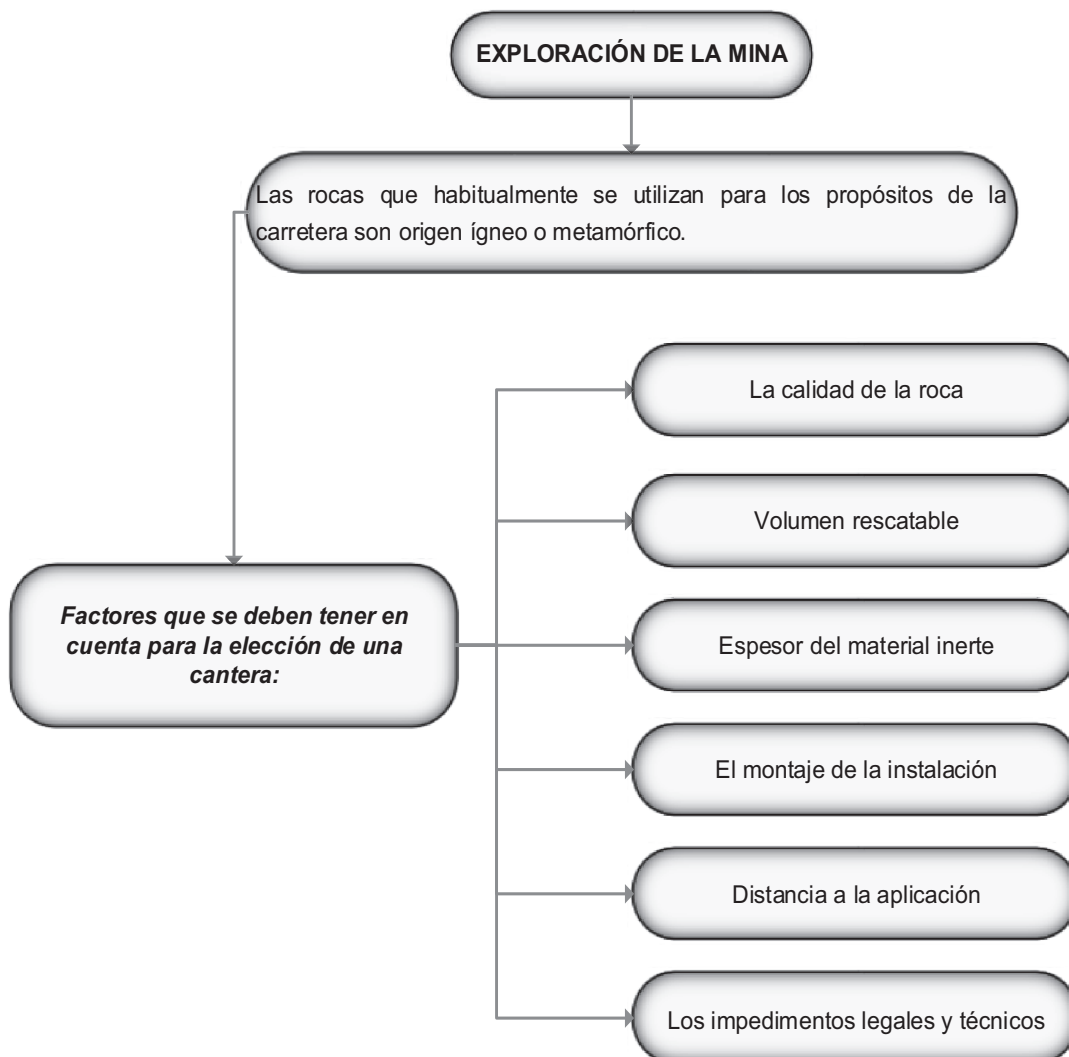 EXPLORACIÓN DE LA MINA
Las rocas que habitualmente se utilizan para los propósitos de la
carretera son origen ígneo o metamórfico.
La calidad de la roca
Volumen rescatable
Factores que se deben tener en
cuenta para la elección de una
cantera:
Espesor del material inerte
El montaje de la instalación
Distancia a la aplicación
Los impedimentos legales y técnicos